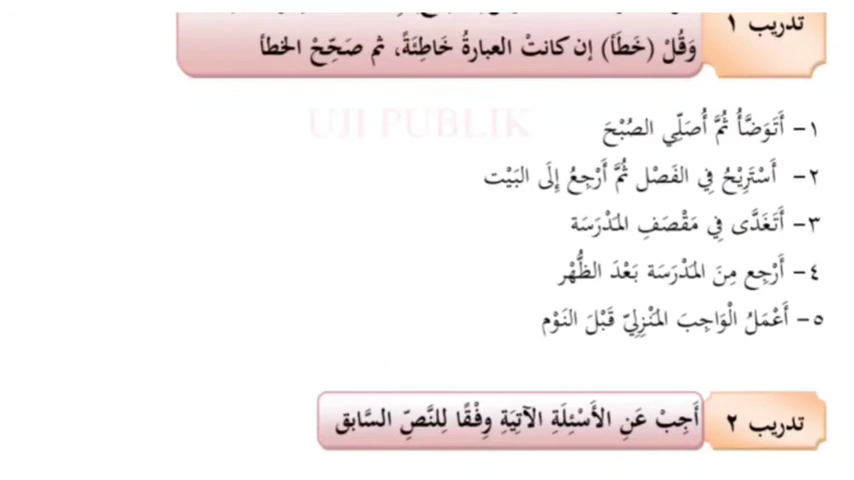 تدريب ١
وَقُلْ (خَطَأ) إن كانتْ العبارةُ خَاطِئَةً، ثم صَحِّحْ الخطأ
UJI PUBLIK
١- أَتَوَضَّأُ ثُمَّ أُصَلِّي الصُبْحَ
٢- أَسْتَرِيْحُ فِي الفَصْل ثُمَّ أَرْجِعُ إِلَى البَيْت
٣- أَتَغَدَّى فِي مَقْصَفِ المَدْرَسَة
٤- أَرْجِع مِنَ المَدْرَسَة بَعْدَ الظُّهْر
٥- أَعْمَلُ الْوَاجِبَ المَنْزِلِيّ قَبْلَ النَوْم
تدريب ٢
أَجِبْ عَنِ الأَسْئِلَةِ الآتِيَةِ وِفْقًا لِلنَّصِّ السَّابق